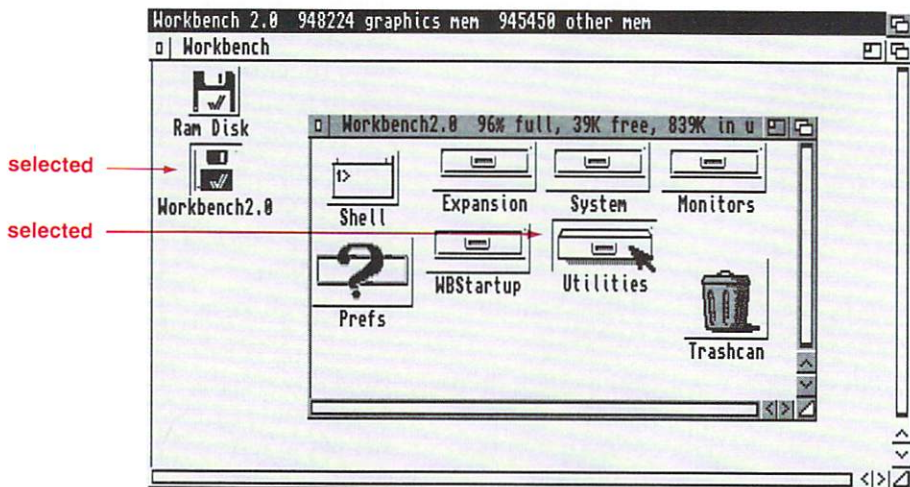 Workbench 2.0 948224 graphics mem 945450 other mem
Workbench
Ram Disk
selected
Workbench2.0
selected
Workbench2.0 96% full, 39K free, 839K in u
1>
Shell
Expansion
System
Monitors
Prefs
WBStartup
Utilities
Trashcan